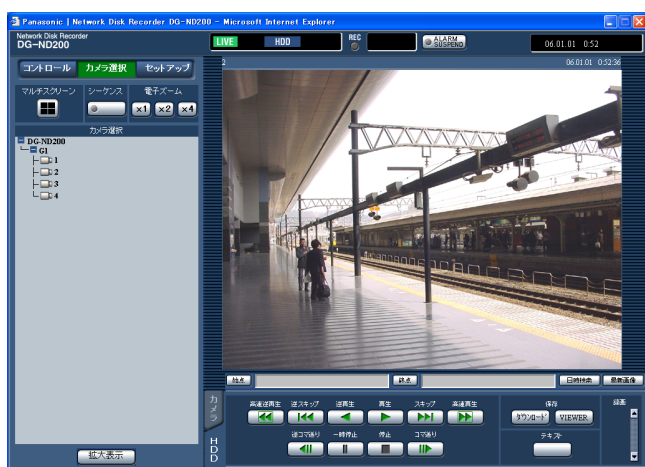 Panasonic | Network Disk Recorder DG-ND200 - Microsoft Internet Explorer
Network Disk Recorder
DG-ND200
LIVE HDD REC ALARM SUSPEND 06.01.01 0:52
コントロール カメラ選択 セットアップ
2 06.01.01 0:52:36
マルチスクリーン シーケンス 電子ズーム
x1 x2 x4
カメラ選択
DG-ND200
G1
1
2
3
4
始点 終点 日時検索 最新画像
カメラ
HDD
高速逆再生 逆スキップ 逆再生 再生 スキップ 高速再生 保存 録画
ダウンロード VIEWER
逆コマ送り 一時停止 停止 コマ送り テキスト
拡大表示